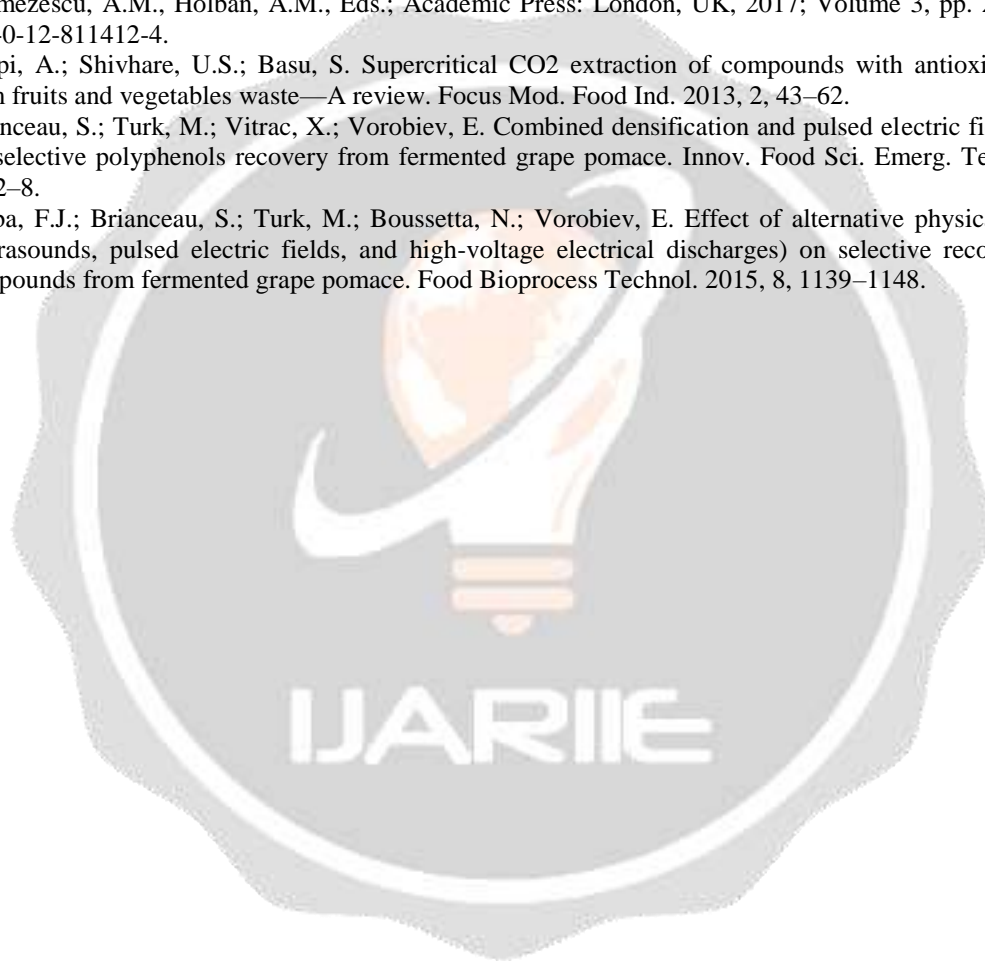 mezescu, A.M., Holban, A.M., Eds.; Academic Press: London, UK, 2017; Volume 3, pp.
-0-12-811412-4.
pi, A.; Shivhare, U.S.; Basu, S. Supercritical CO2 extraction of compounds with antioxi
n fruits and vegetables waste—A review. Focus Mod. Food Ind. 2013, 2, 43–62.
nceau, S.; Turk, M.; Vitrac, X.; Vorobiev, E. Combined densification and pulsed electric fi
selective polyphenols recovery from fermented grape pomace. Innov. Food Sci. Emerg. Te
2–8.
ba, F.J.; Brianceau, S.; Turk, M.; Boussetta, N.; Vorobiev, E. Effect of alternative physica
rasounds, pulsed electric fields, and high-voltage electrical discharges) on selective reco
pounds from fermented grape pomace. Food Bioprocess Technol. 2015, 8, 1139–1148.
IJARIIE